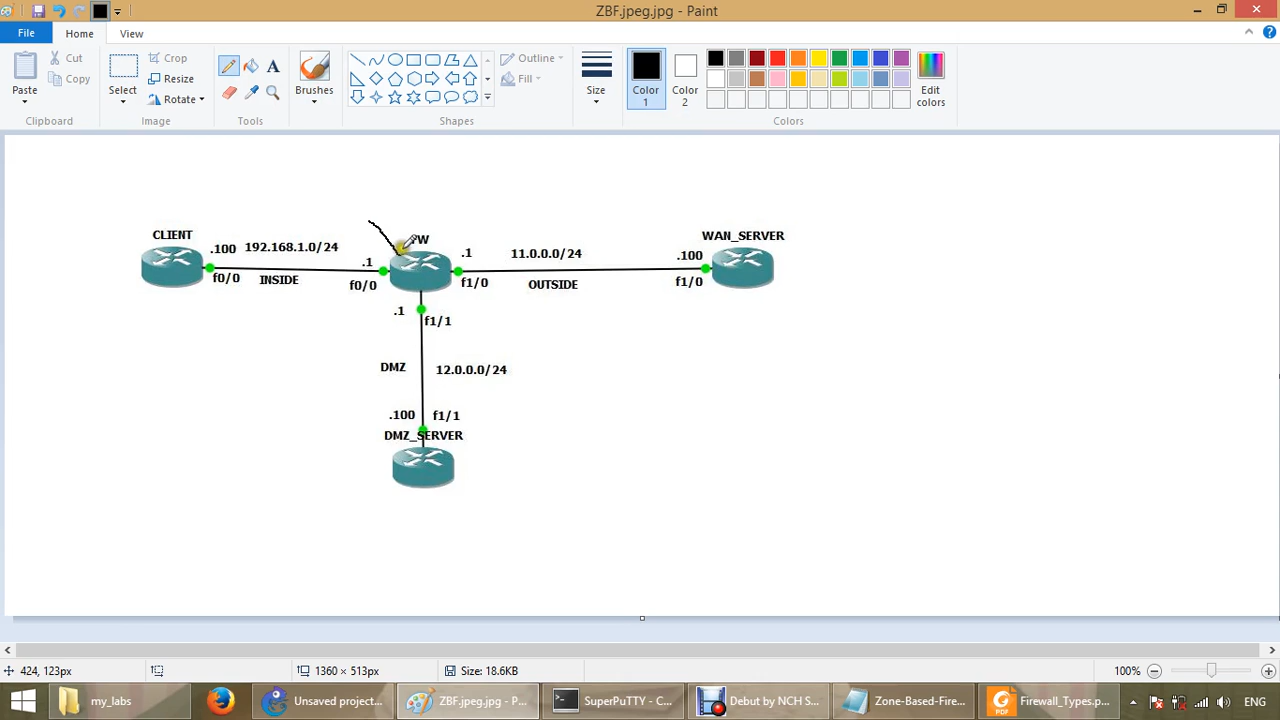 ZBF.jpeg.jpg - Paint
File
Home
View
Paste
Cut
Copy
Clipboard
Select
Crop
Resize
Rotate
Image
A
Tools
Brushes
Outline
Fill
Shapes
Size
Color 1
Color 2
Edit colors
Colors
CLIENT
.100
192.168.1.0/24
f0/0
INSIDE
.1
f0/0
.1
f1/0
11.0.0.0/24
OUTSIDE
WAN_SERVER
.100
f1/0
.1
f1/1
DMZ
12.0.0.0/24
.100
f1/1
DMZ_SERVER
424, 123px
1360 × 513px
Size: 18.6KB
100%
my_labs
Unsaved project...
ZBF.jpeg.jpg - P...
SuperPuTTY - C...
Debut by NCH S...
Zone-Based-Fire...
PDF
Firewall_Types.p...
ENG